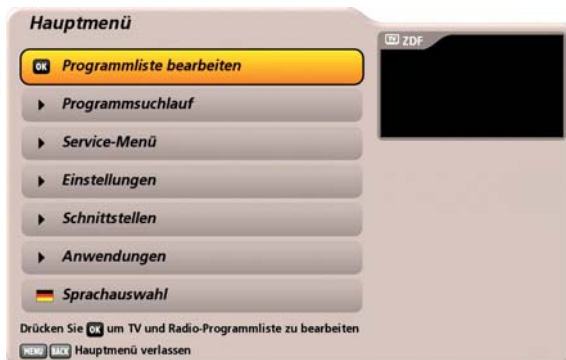 Hauptmenü
TV ZDF
OK Programmliste bearbeiten
Programmsuchlauf
Service-Menü
Einstellungen
Schnittstellen
Anwendungen
Sprachauswahl
Drücken Sie OK um TV und Radio-Programmliste zu bearbeiten
MENU BACK Hauptmenü verlassen